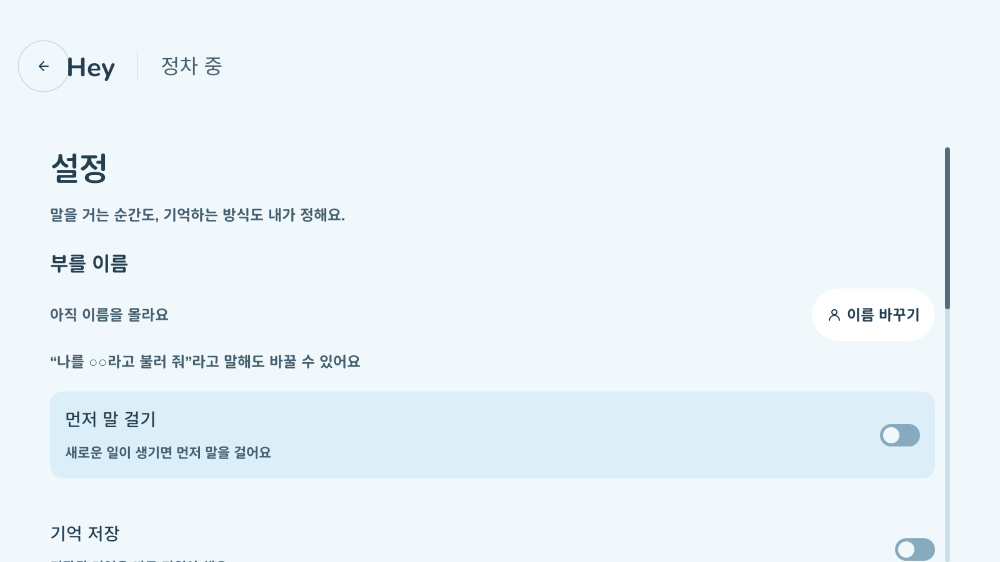 Hey
정차 중
설정
말을 거는 순간도, 기억하는 방식도 내가 정해요.
부를 이름
아직 이름을 몰라요
이름 바꾸기
“나를 ○○라고 불러 줘”라고 말해도 바꿀 수 있어요
먼저 말 걸기
새로운 일이 생기면 먼저 말을 걸어요
기억 저장